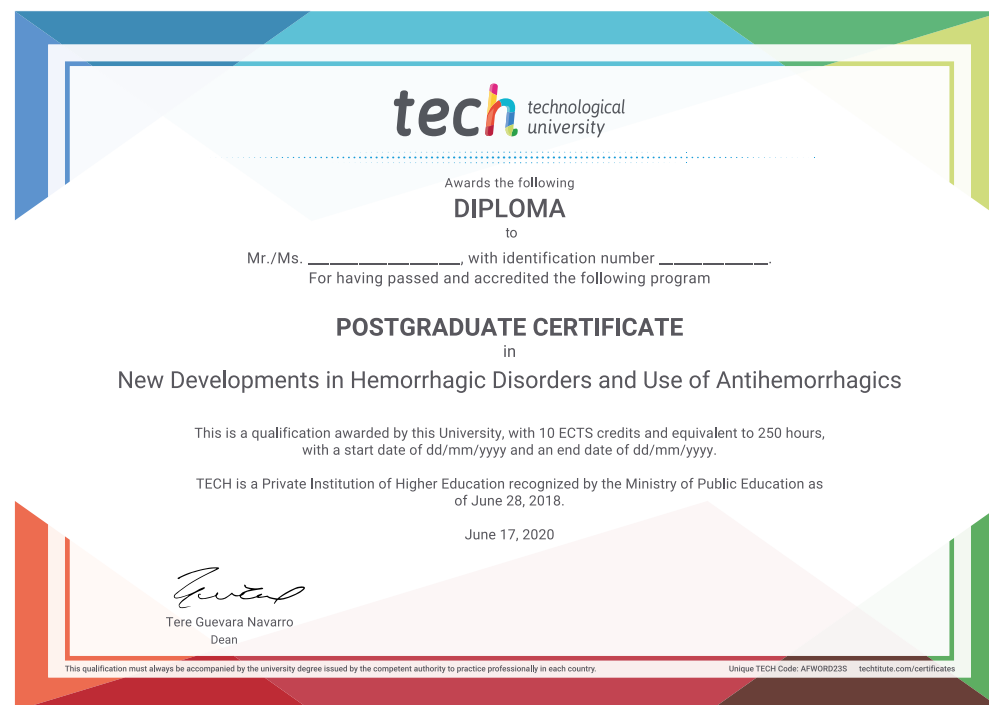 tech technological
university
Awards the following
DIPLOMA
to
Mr./Ms. ____________________, with identification number ______________.
For having passed and accredited the following program
POSTGRADUATE CERTIFICATE
in
New Developments in Hemorrhagic Disorders and Use of Antihemorrhagics
This is a qualification awarded by this University, with 10 ECTS credits and equivalent to 250 hours,
with a start date of dd/mm/yyyy and an end date of dd/mm/yyyy.
TECH is a Private Institution of Higher Education recognized by the Ministry of Public Education as
of June 28, 2018.
June 17, 2020
Tere Guevara Navarro
Dean
This qualification must always be accompanied by the university degree issued by the competent authority to practice professionally in each country.
Unique TECH Code: AFWORD23S techtitute.com/certificates